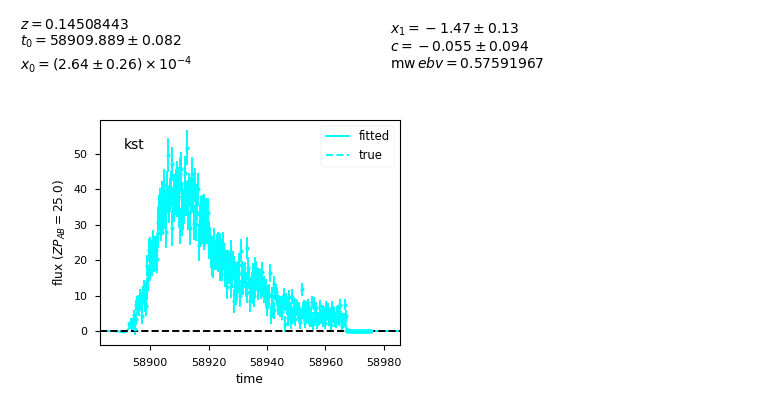 z = 0.14508443
t₀ = 58909.889 ± 0.082
x₀ = (2.64 ± 0.26) × 10⁻⁴
x₁ = −1.47 ± 0.13
c = −0.055 ± 0.094
mw ebv = 0.57591967
kst
fitted
true
flux (ZP_AB = 25.0)
50
40
30
20
10
0
58900 58920 58940 58960 58980
time